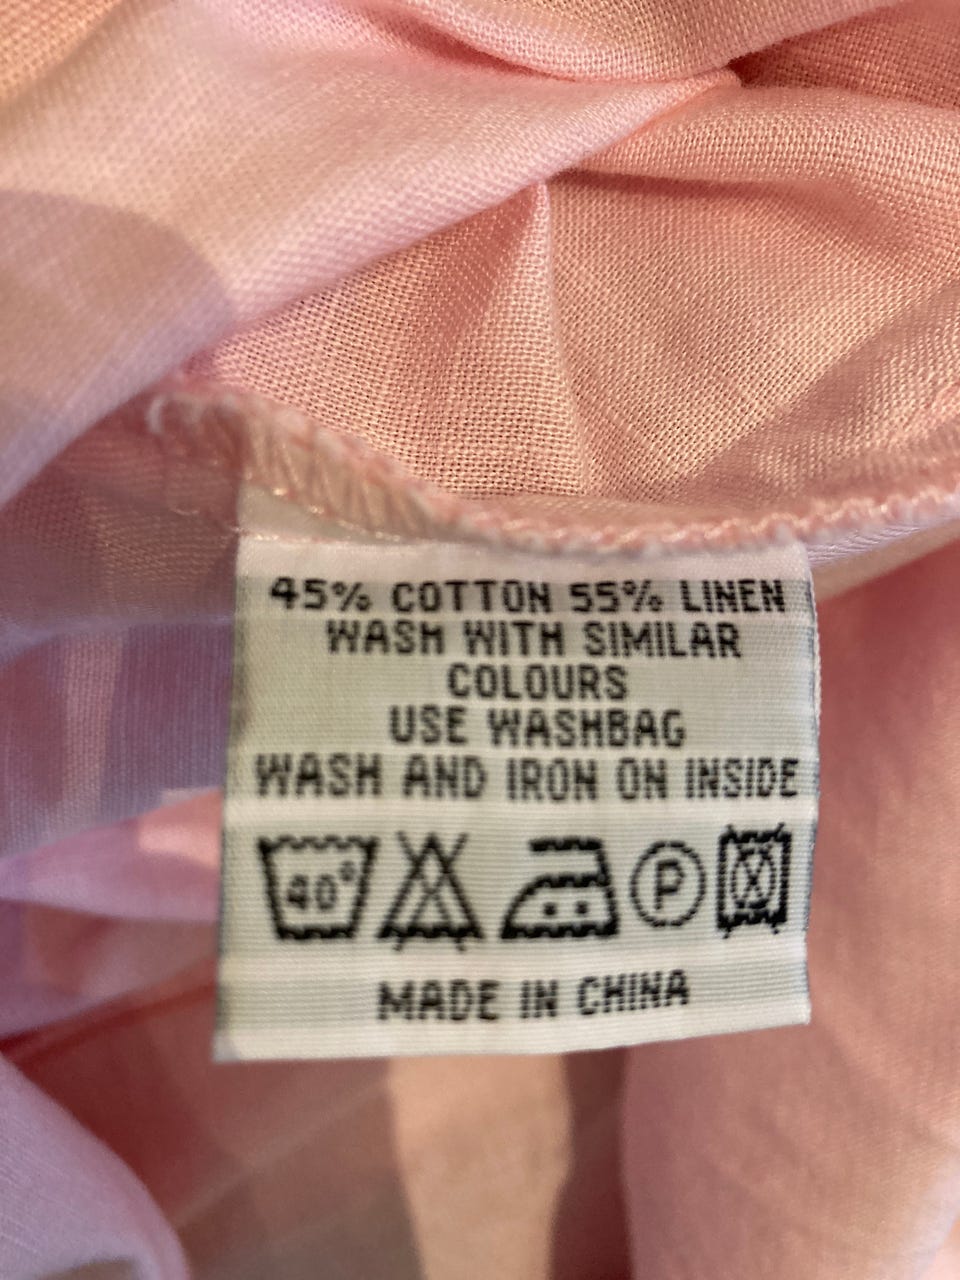 45% COTTON 55% LINEN
WASH WITH SIMILAR
COLOURS
USE WASHBAG
WASH AND IRON ON INSIDE
40° P
MADE IN CHINA